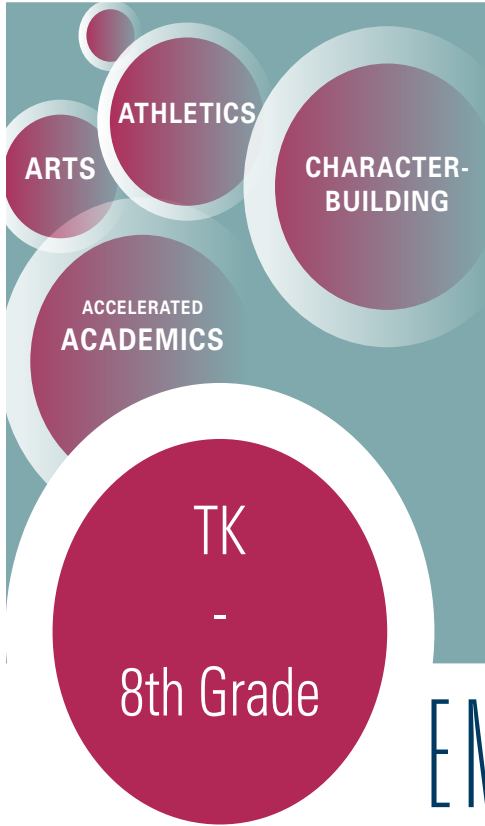 ATHLETICS
ARTS
CHARACTER-
BUILDING
ACCELERATED
ACADEMICS
TK
-
8th Grade